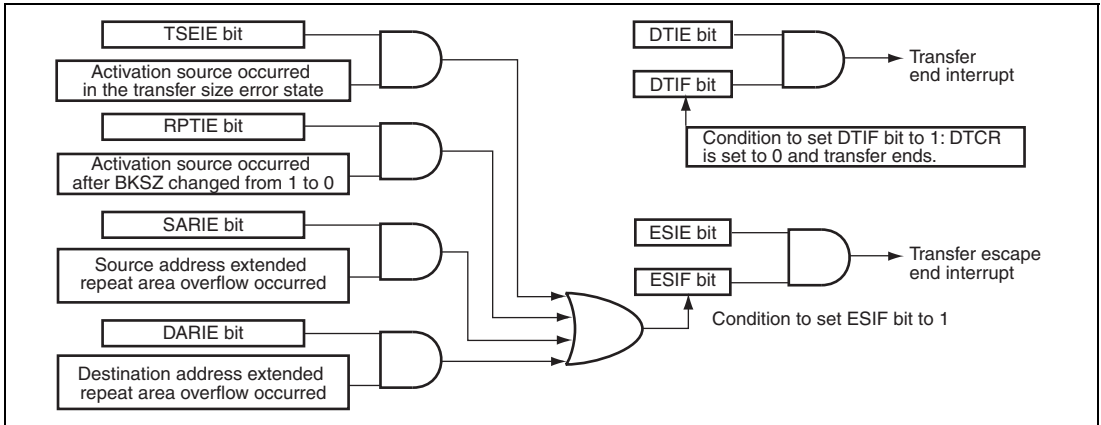 TSEIE bit
Activation source occurred
in the transfer size error state
RPTIE bit
Activation source occurred
after BKSZ changed from 1 to 0
SARIE bit
Source address extended
repeat area overflow occurred
DARIE bit
Destination address extended
repeat area overflow occurred
DTIE bit
DTIF bit
Transfer
end interrupt
Condition to set DTIF bit to 1: DTCR
is set to 0 and transfer ends.
ESIE bit
ESIF bit
Transfer escape
end interrupt
Condition to set ESIF bit to 1